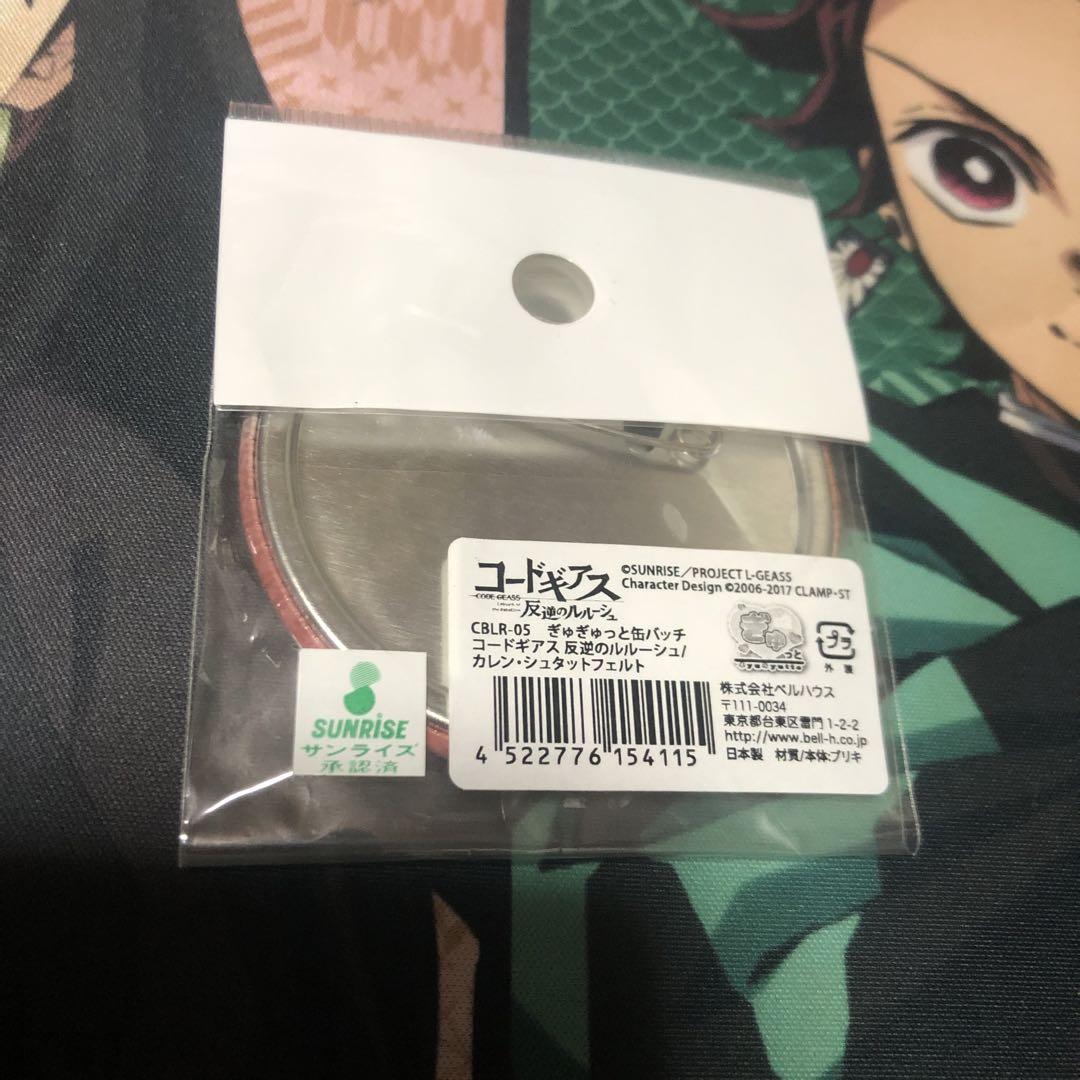 コードギアス
CODE GEASS
反逆のルルーシュ
©SUNRISE／PROJECT L-GEASS
Character Design ©2006-2017 CLAMP・ST
CBLR-05　ぎゅぎゅっと缶バッチ
コードギアス 反逆のルルーシュ/
カレン・シュタットフェルト
ぎゅ
っと
Gyugyutto
プラ
外 装
4 522776 154115
株式会社ベルハウス
〒111-0034
東京都台東区雷門 1-2-2
http://www.bell-h.co.jp
日本製　材質/本体:ブリキ
SUNRISE
サンライズ
承認済